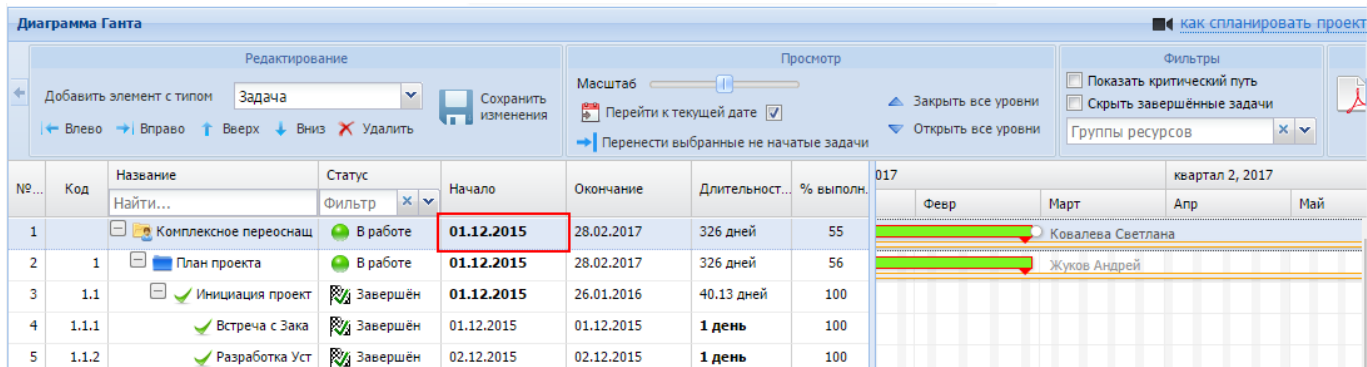 Диаграмма Ганта
как спланировать проект
Редактирование
Просмотр
Фильтры
Добавить элемент с типом Задача
Сохранить изменения
Влево Вправо Вверх Вниз Удалить
Масштаб
Перейти к текущей дате
Перенести выбранные не начатые задачи
Закрыть все уровни
Открыть все уровни
Показать критический путь
Скрыть завершённые задачи
Группы ресурсов
№... Код Название Статус Начало Окончание Длительност... % выполн. 017 квартал 2, 2017
Найти... Фильтр Февр Март Апр Май
1 Комплексное переоснащ В работе 01.12.2015 28.02.2017 326 дней 55 Ковалева Светлана
2 1 План проекта В работе 01.12.2015 28.02.2017 326 дней 56 Жуков Андрей
3 1.1 Инициация проект Завершён 01.12.2015 26.01.2016 40.13 дней 100
4 1.1.1 Встреча с Зака Завершён 01.12.2015 01.12.2015 1 день 100
5 1.1.2 Разработка Уст Завершён 02.12.2015 02.12.2015 1 день 100